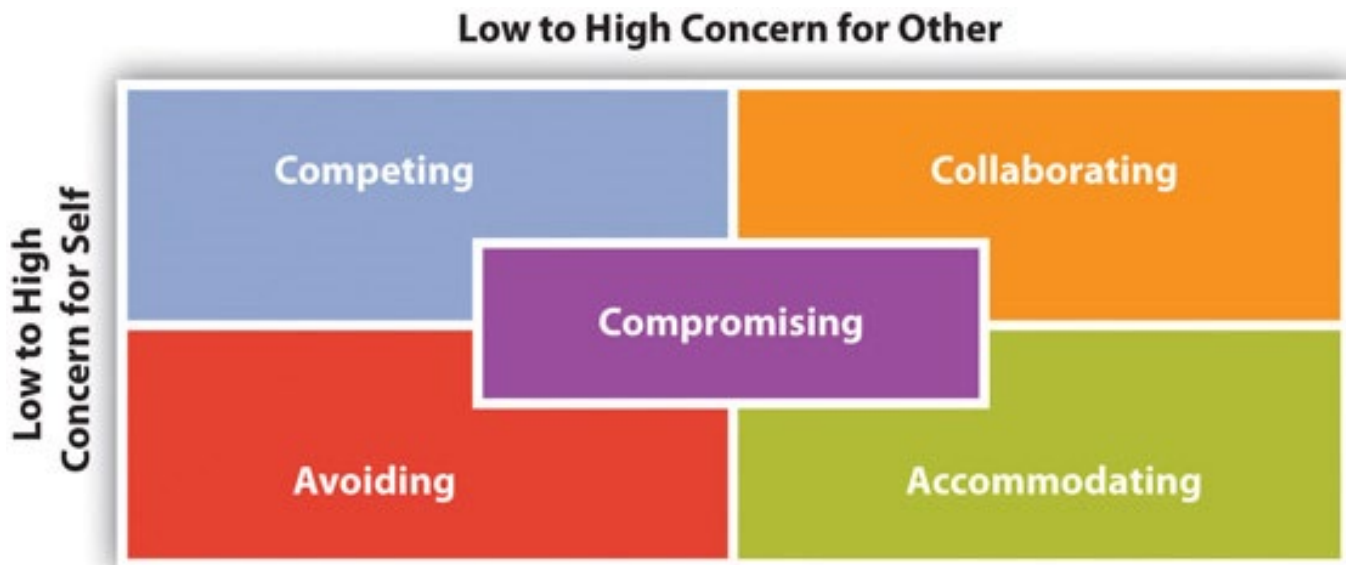 Low to High Concern for Other
Low to High
Concern for Self
Competing
Collaborating
Compromising
Avoiding
Accommodating